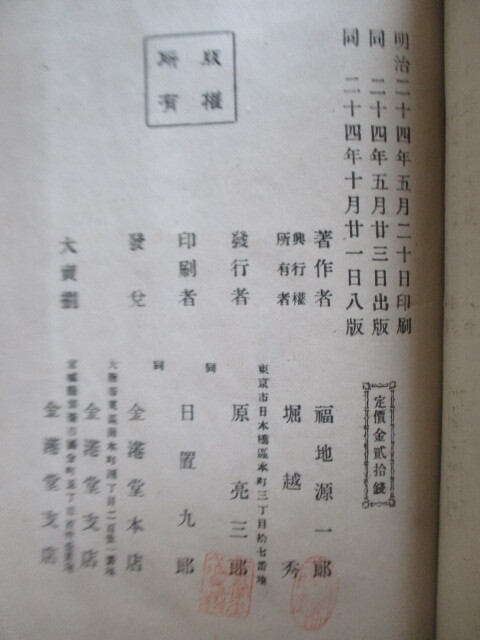 明治二十四年五月二十日印刷
同 二十四年五月廿三日出版
同 二十四年十月廿一日八版
版權
所有
定價金貳拾錢
著作者 福地源一郎
興行權
所有者 堀越秀
東京市日本橋區本町三丁目拾七番地
發行者 原亮三郎
同
印刷者 日置九郎
同
發兌 金港堂本店
金港堂支店
大賣捌 金港堂支店